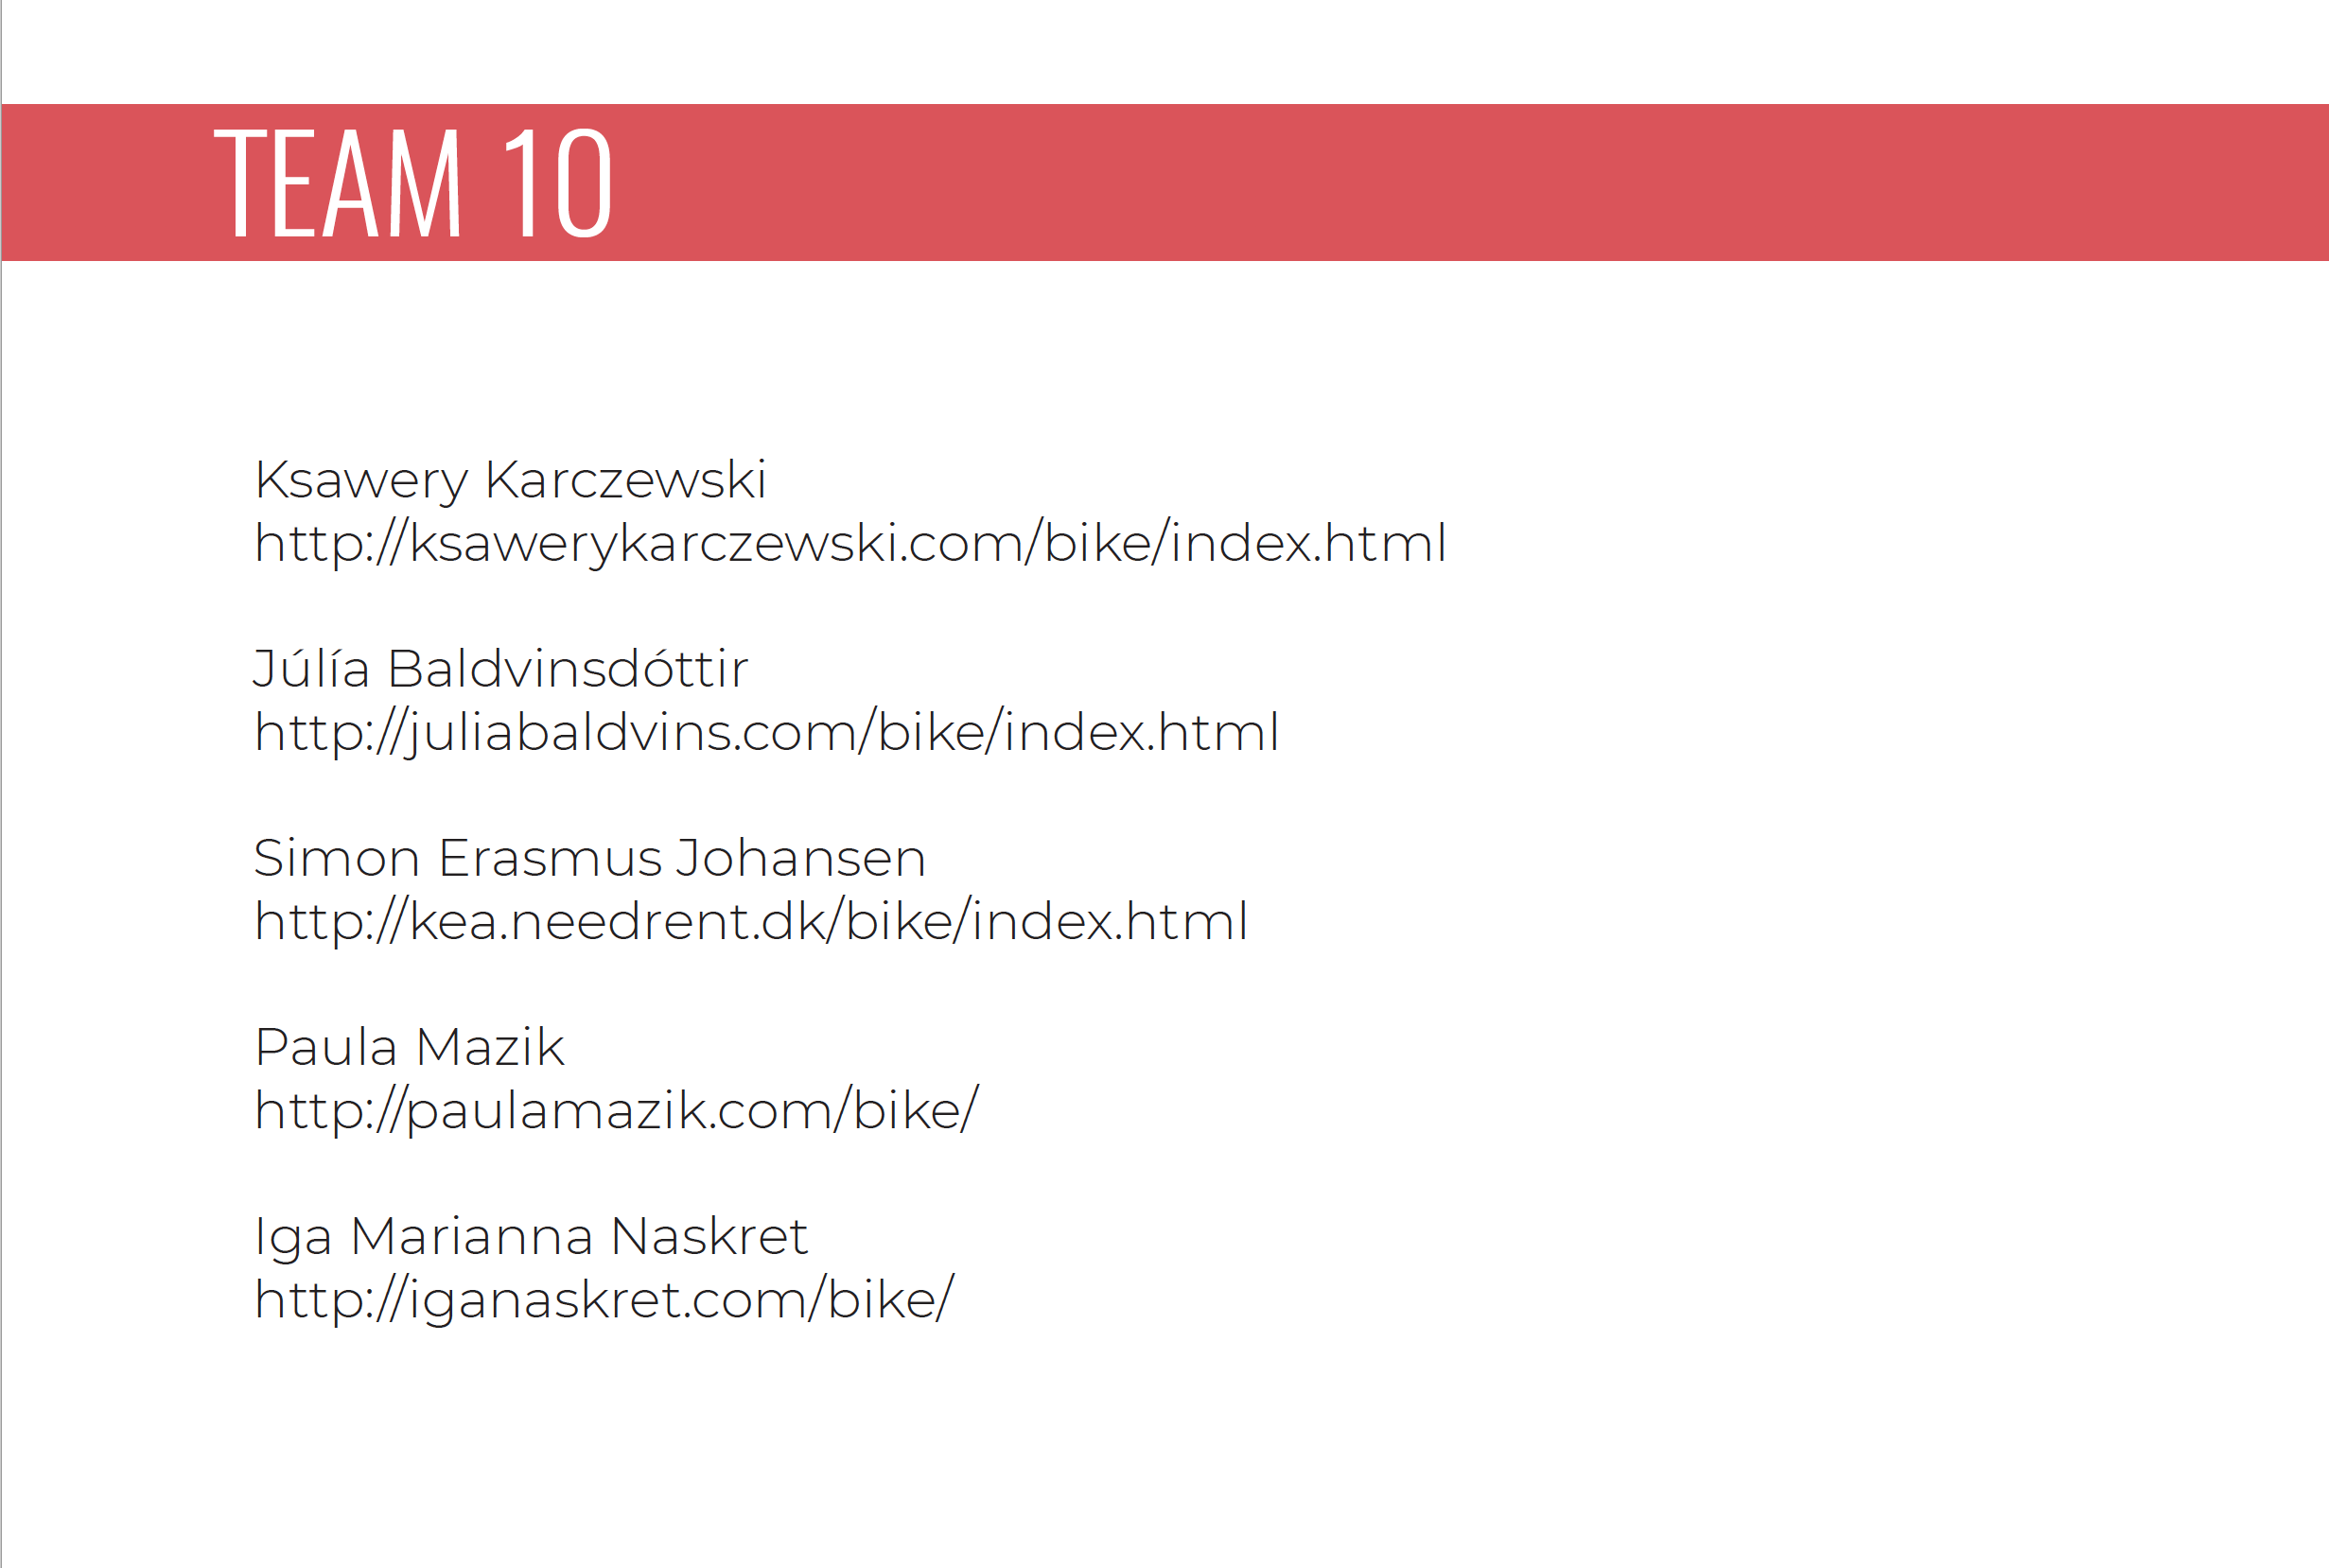 TEAM 10
Ksawery Karczewski
http://ksawerykarczewski.com/bike/index.html
Júlía Baldvinsdóttir
http://juliabaldvins.com/bike/index.html
Simon Erasmus Johansen
http://kea.needrent.dk/bike/index.html
Paula Mazik
http://paulamazik.com/bike/
Iga Marianna Naskret
http://iganaskret.com/bike/